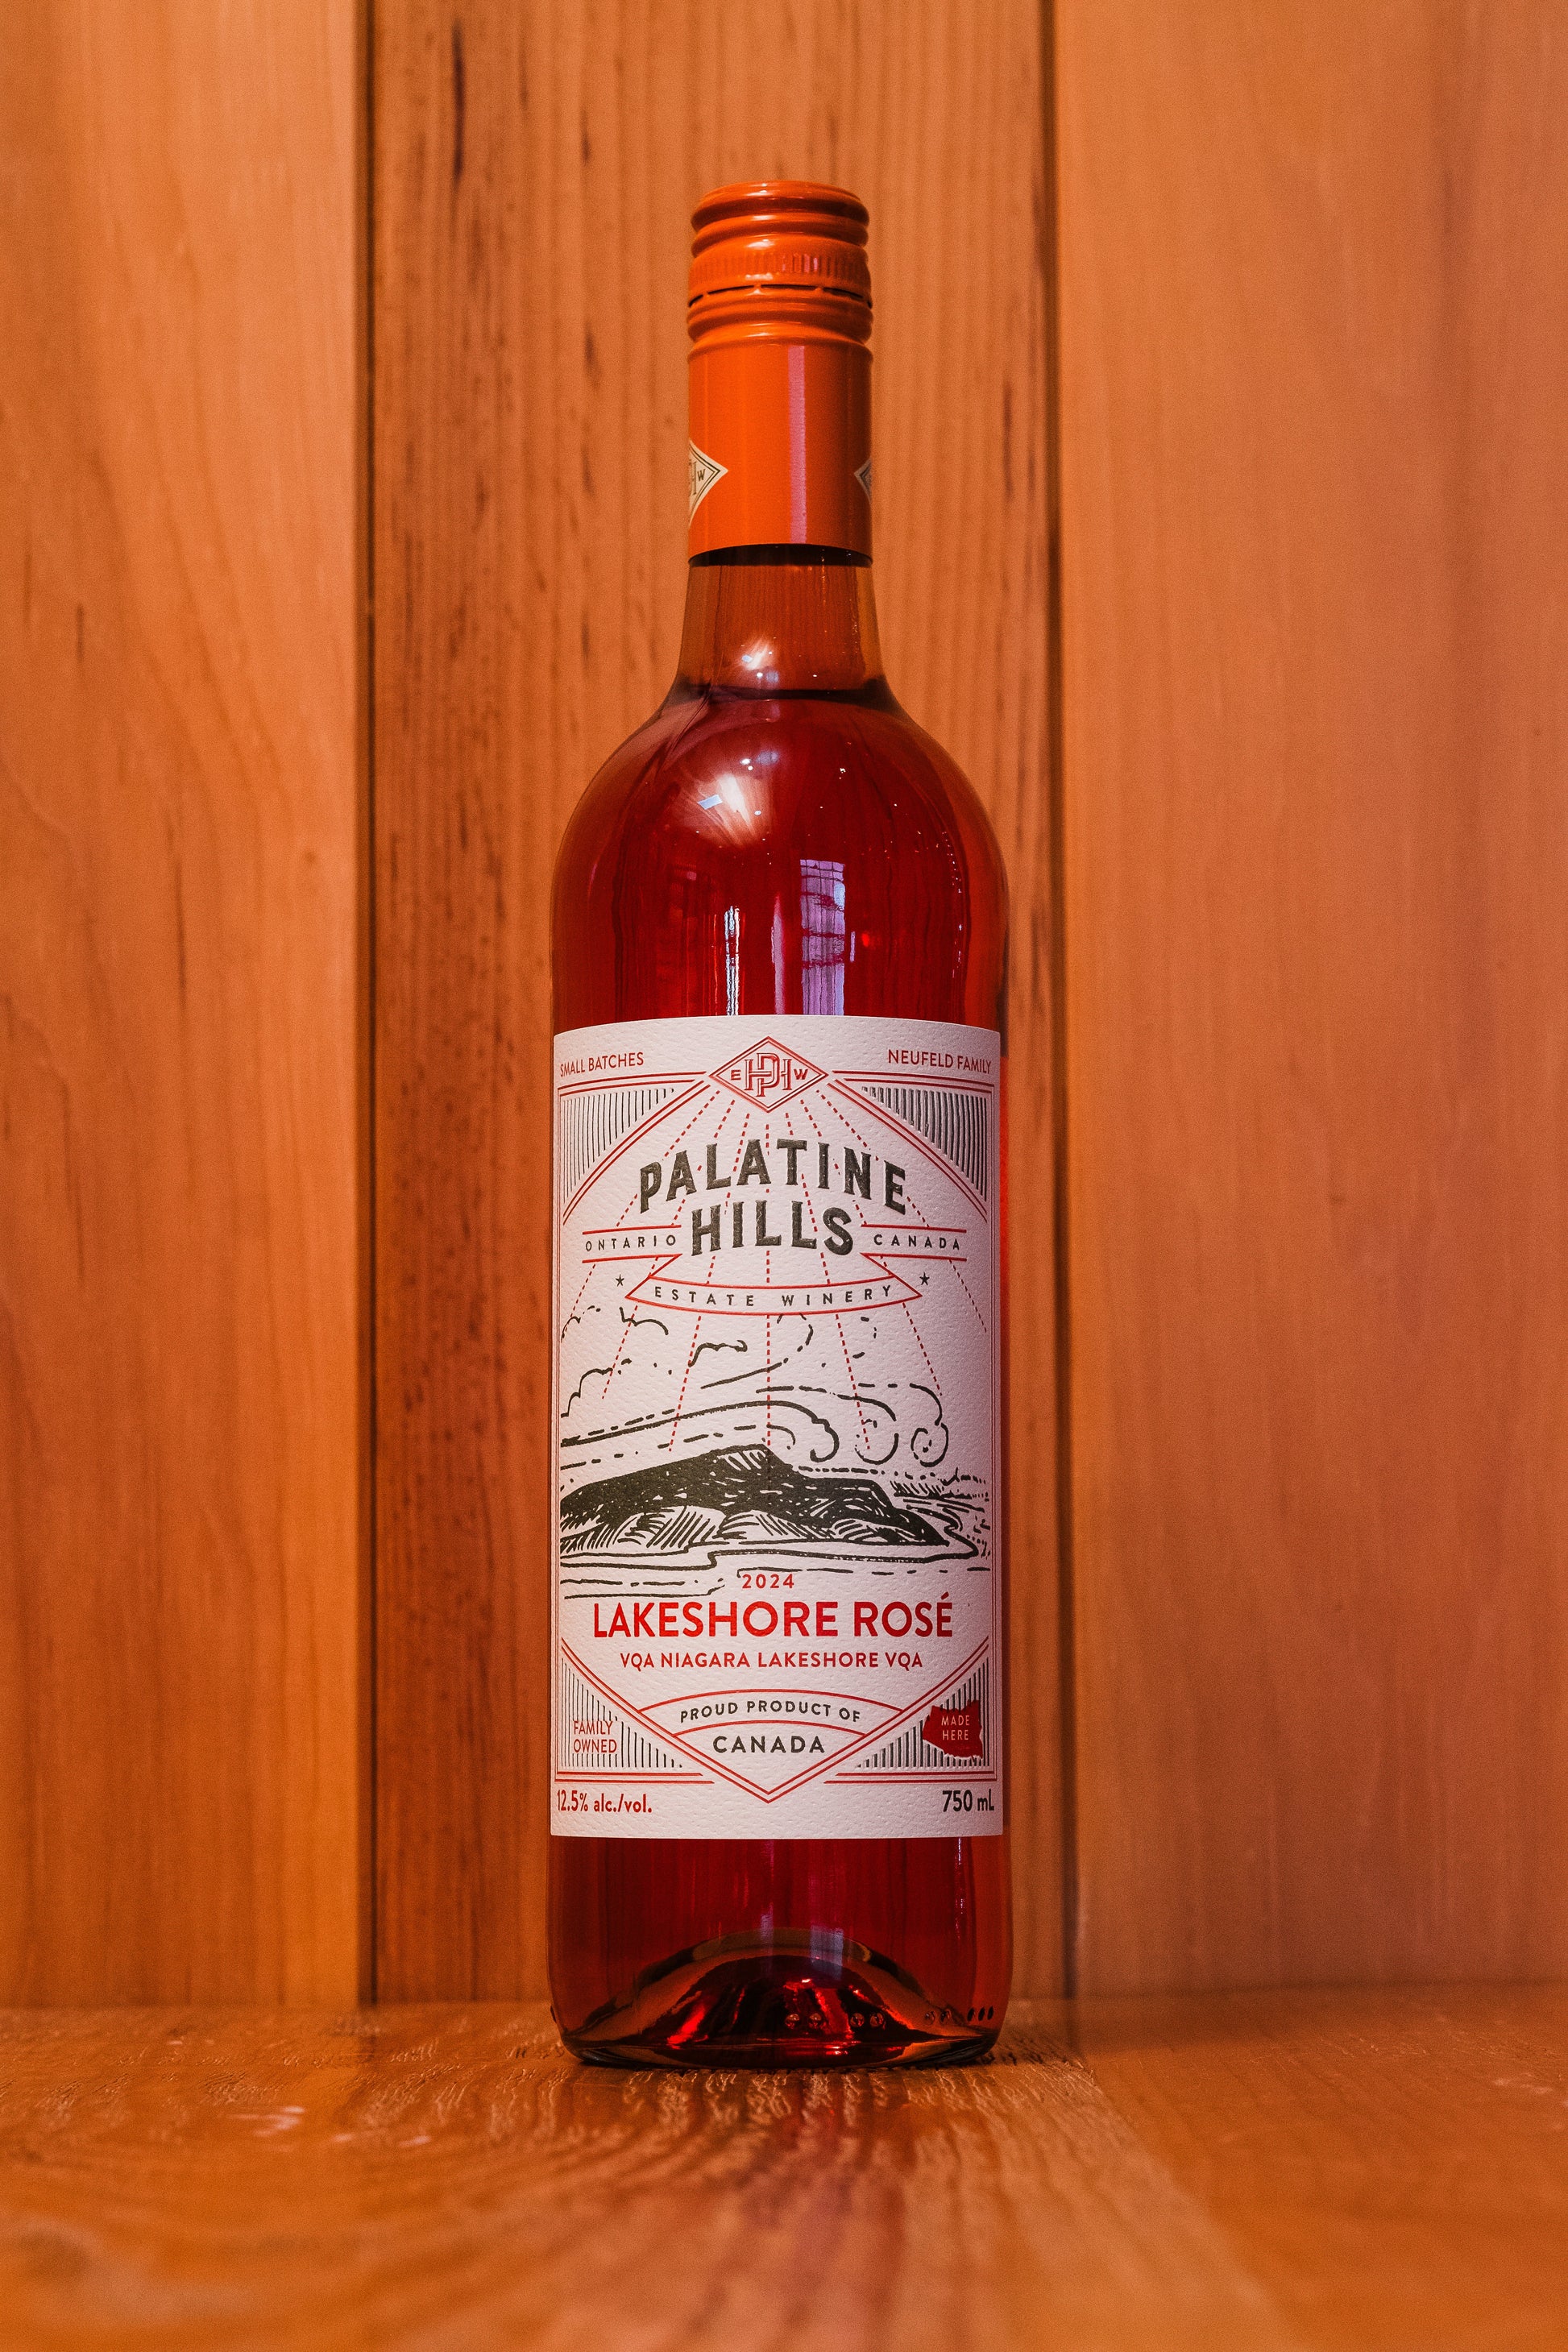 SMALL BATCHES
NEUFELD FAMILY
E PHW W
PALATINE
HILLS
ONTARIO
CANADA
ESTATE WINERY
2024
LAKESHORE ROSÉ
VQA NIAGARA LAKESHORE VQA
PROUD PRODUCT OF
CANADA
FAMILY
OWNED
MADE
HERE
12.5% alc./vol.
750 mL